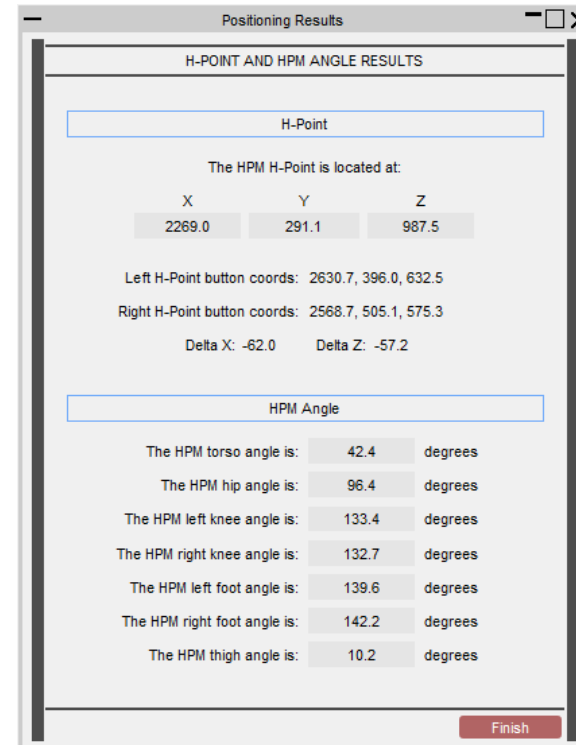 Positioning Results
H-POINT AND HPM ANGLE RESULTS
H-Point
The HPM H-Point is located at:
X Y Z
2269.0 291.1 987.5
Left H-Point button coords: 2630.7, 396.0, 632.5
Right H-Point button coords: 2568.7, 505.1, 575.3
Delta X: -62.0 Delta Z: -57.2
HPM Angle
The HPM torso angle is: 42.4 degrees
The HPM hip angle is: 96.4 degrees
The HPM left knee angle is: 133.4 degrees
The HPM right knee angle is: 132.7 degrees
The HPM left foot angle is: 139.6 degrees
The HPM right foot angle is: 142.2 degrees
The HPM thigh angle is: 10.2 degrees
Finish